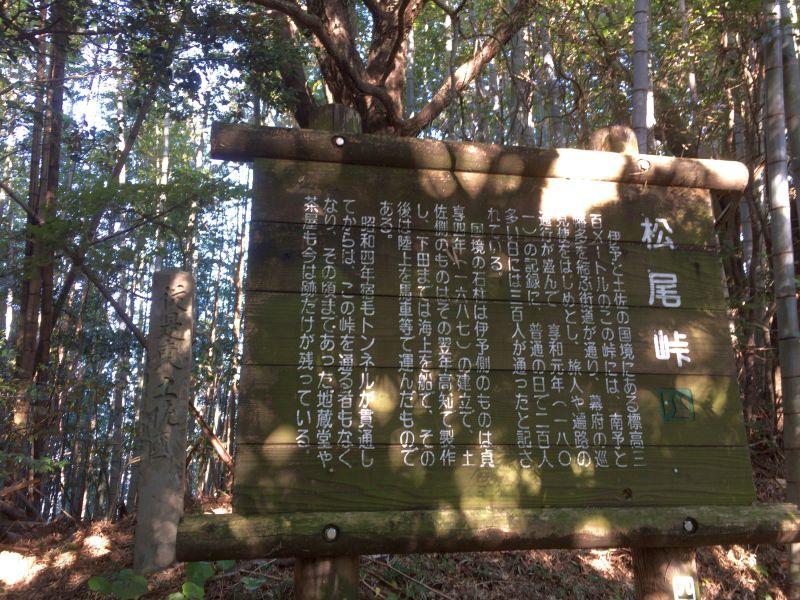 松尾峠
伊予と土佐の国境にある標高三
百メートルのこの峠には、南予と
幡多を結ぶ街道が通り、幕府の巡
をはじめとし、旅人や遍路の
往来が盛んで、享和元年(一八〇
一)の記録に、普通の日で二百人
多い日には三百人が通ったと記さ
れている。
国境の石柱は伊予側のものは貞
享四年(一六八七)の建立で、土
佐側のものはその翌年高知で製作
し、下田までは海上を船で、その
後は陸上を馬車等で運んだもので
ある。
昭和四年宿毛トンネルが貫通し
てからは、この峠を通る者もなく
ない、その頃まであった地蔵堂や、
茶屋も今は跡だけが残っている。
従是東土佐國